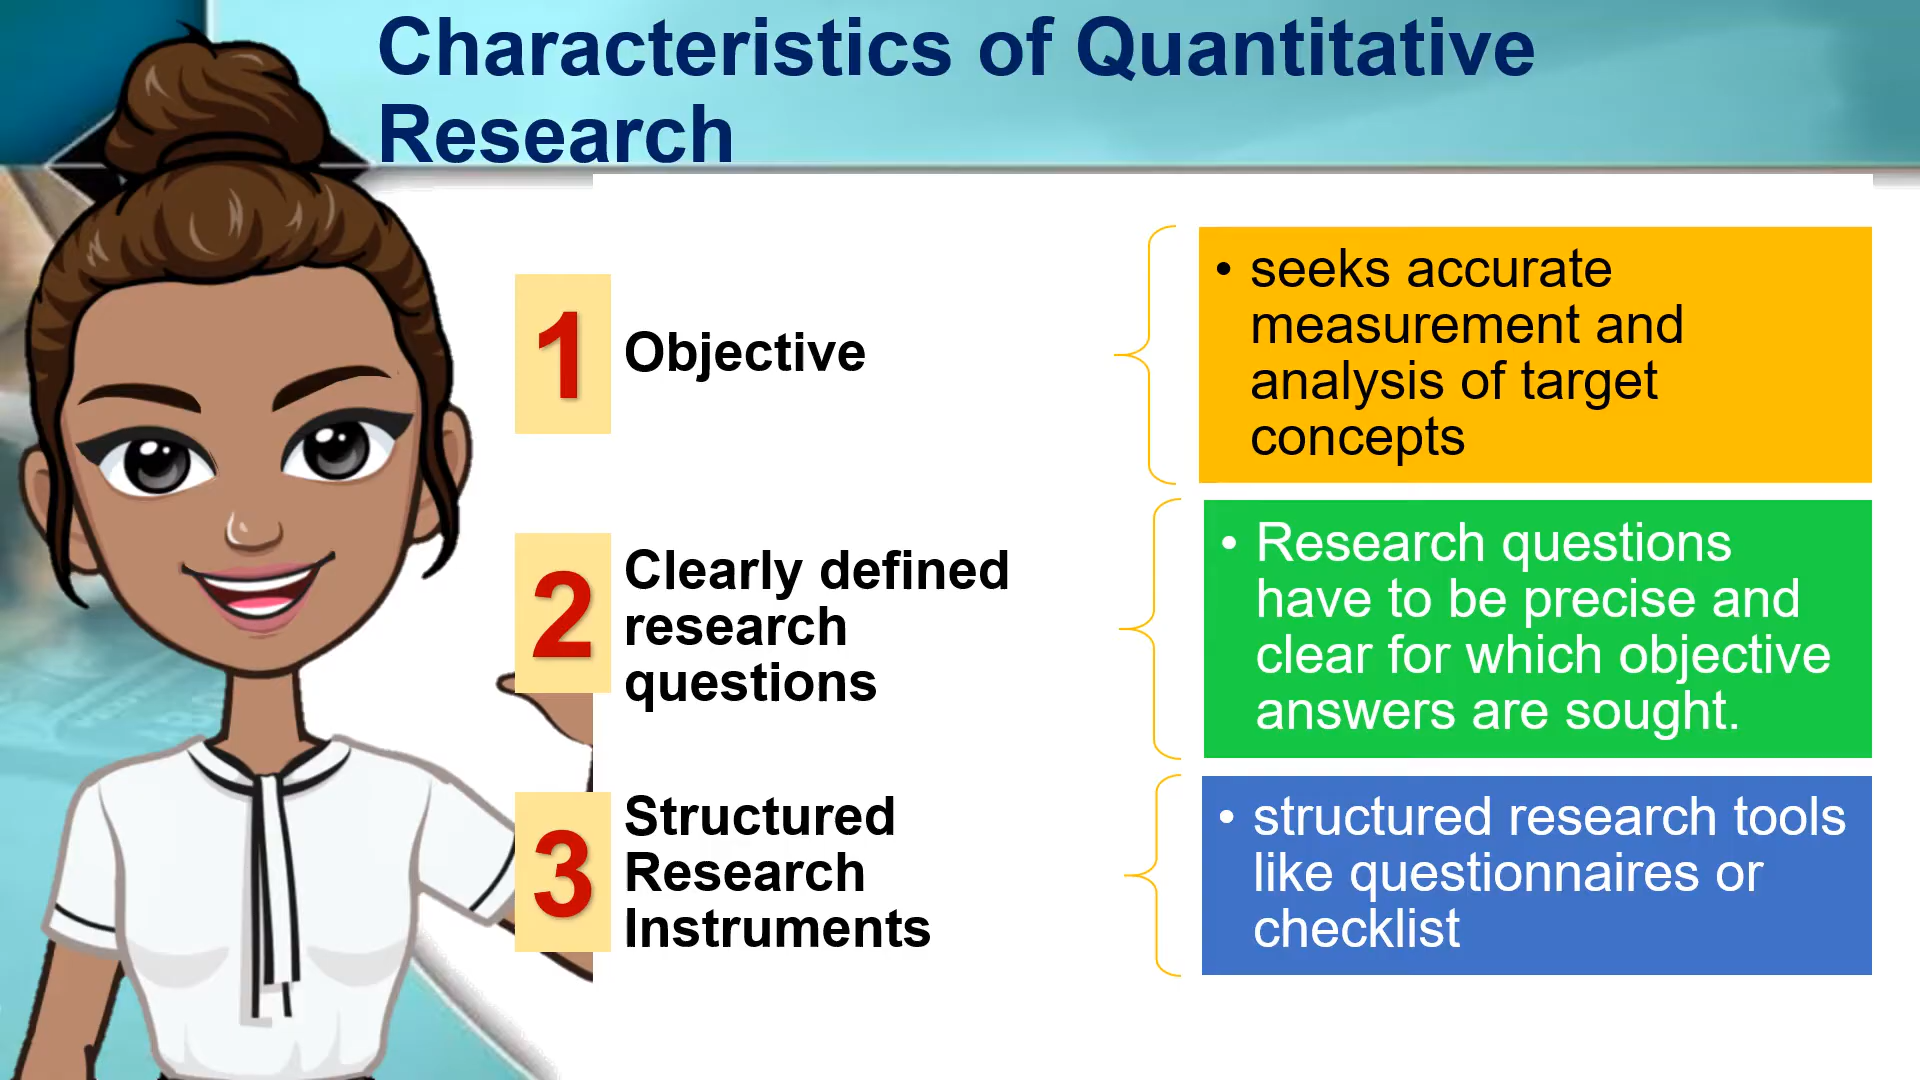 Characteristics of Quantitative
Research
1
Objective
• seeks accurate
measurement and
analysis of target
concepts
2
Clearly defined
research
questions
• Research questions
have to be precise and
clear for which objective
answers are sought.
3
Structured
Research
Instruments
• structured research tools
like questionnaires or
checklist